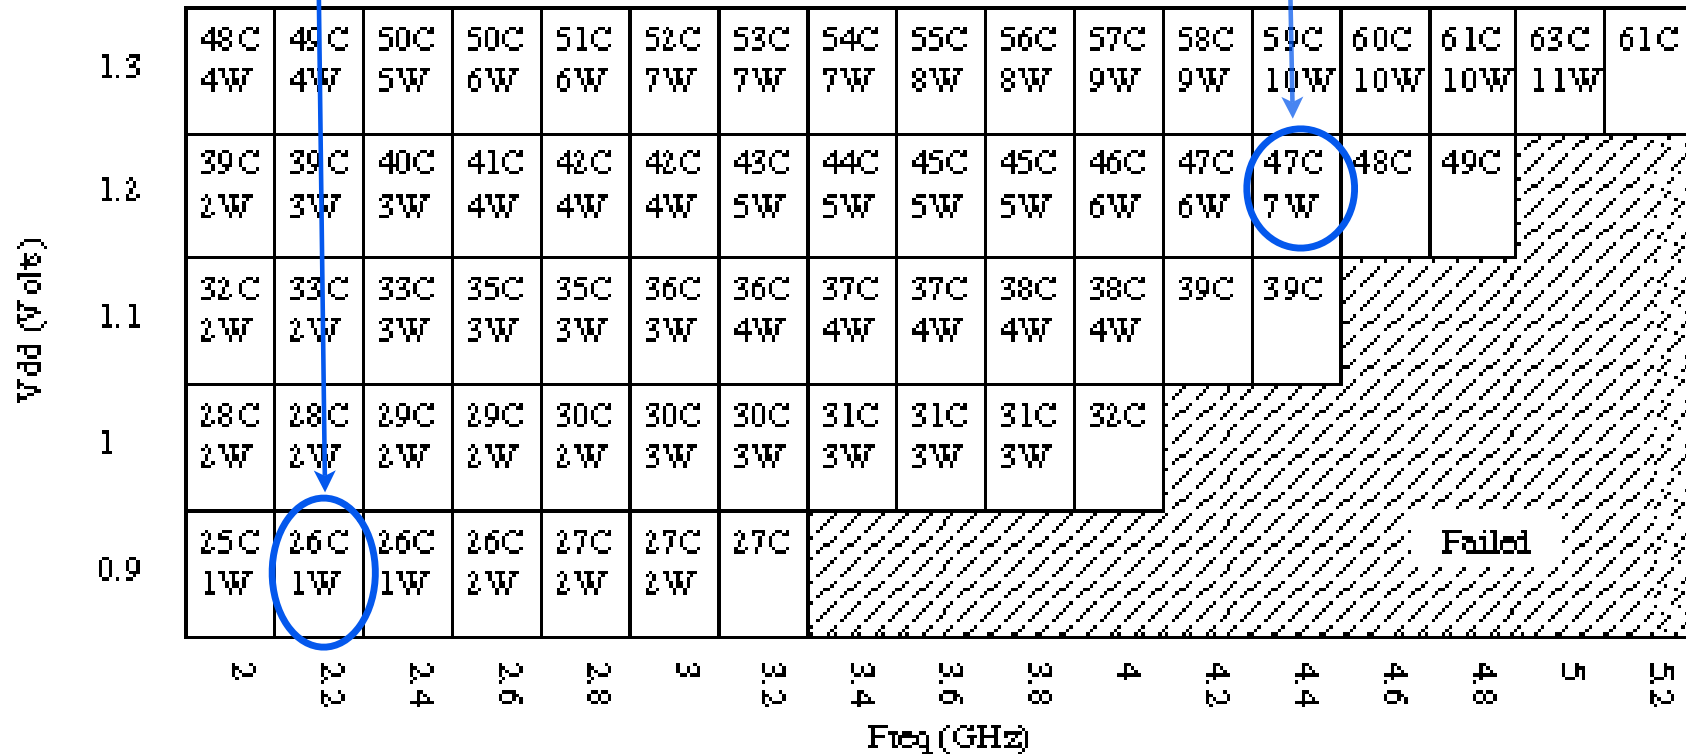 48C 49C 50C 50C 51C 52C 53C 54C 55C 56C 57C 58C 59C 60C 61C 63C 61C
1.3
4W 4W 5W 6W 6W 7W 7W 7W 8W 8W 9W 9W 10W 10W 10W 11W
39C 39C 40C 41C 42C 42C 43C 44C 45C 45C 46C 47C 47C 48C 49C
1.2
2W 3W 3W 4W 4W 4W 5W 5W 5W 5W 6W 6W 7W
32C 33C 33C 35C 35C 36C 36C 37C 37C 38C 38C 39C 39C
1.1
2W 2W 3W 3W 3W 3W 4W 4W 4W 4W 4W
Vdd (Volts)
28C 28C 29C 29C 30C 30C 30C 31C 31C 31C 32C
1
2W 2W 2W 2W 2W 3W 3W 3W 3W 3W
25C 26C 26C 26C 27C 27C 27C
Failed
0.9
1W 1W 1W 2W 2W 2W
2 2.2 2.4 2.6 2.8 3 3.2 3.4 3.6 3.8 4 4.2 4.4 4.6 4.8 5 5.2
Freq (GHz)